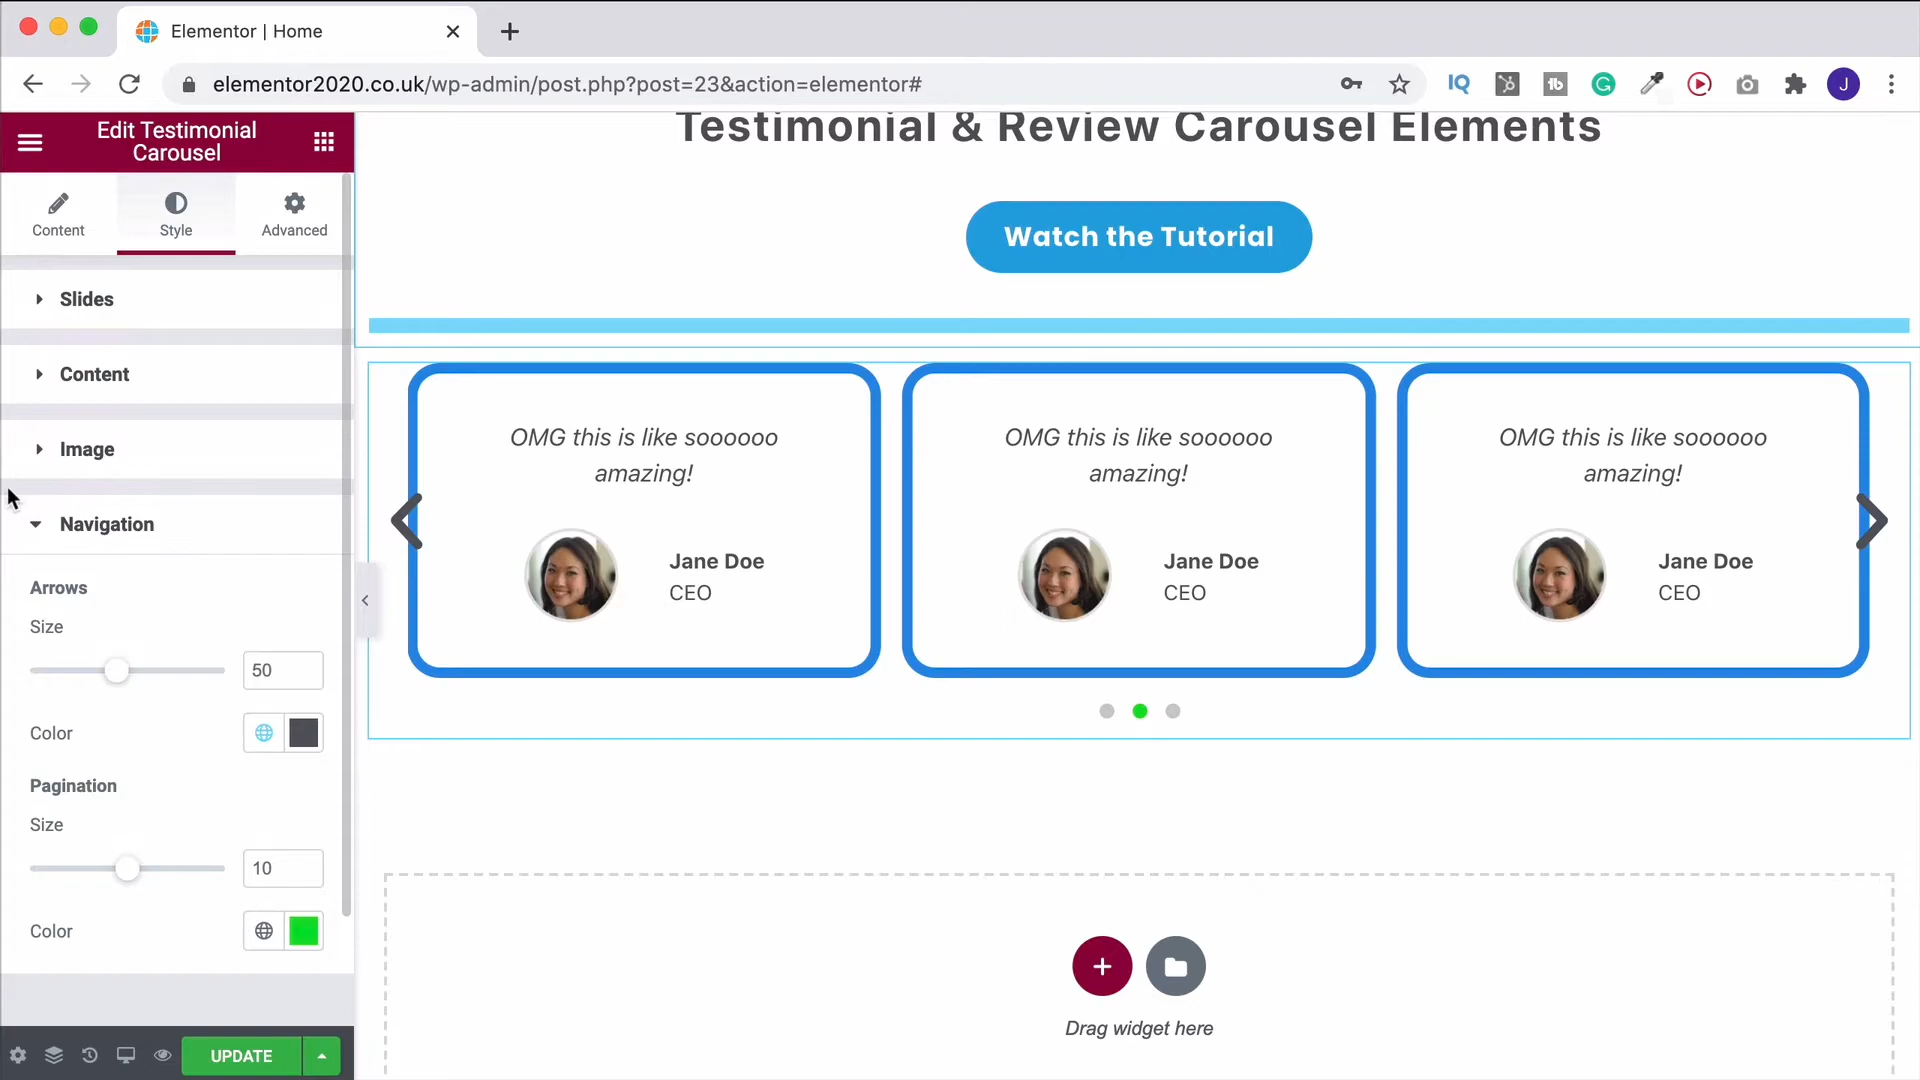 Elementor | Home
elementor2020.co.uk/wp-admin/post.php?post=23&action=elementor#
IQ
tb
G
J
Edit Testimonial
Carousel
Content
Style
Advanced
Slides
Content
Image
Navigation
Arrows
Size
50
Color
Pagination
Size
10
Color
UPDATE
Testimonial & Review Carousel Elements
Watch the Tutorial
OMG this is like soooooo
amazing!
Jane Doe
CEO
OMG this is like soooooo
amazing!
Jane Doe
CEO
OMG this is like soooooo
amazing!
Jane Doe
CEO
Drag widget here